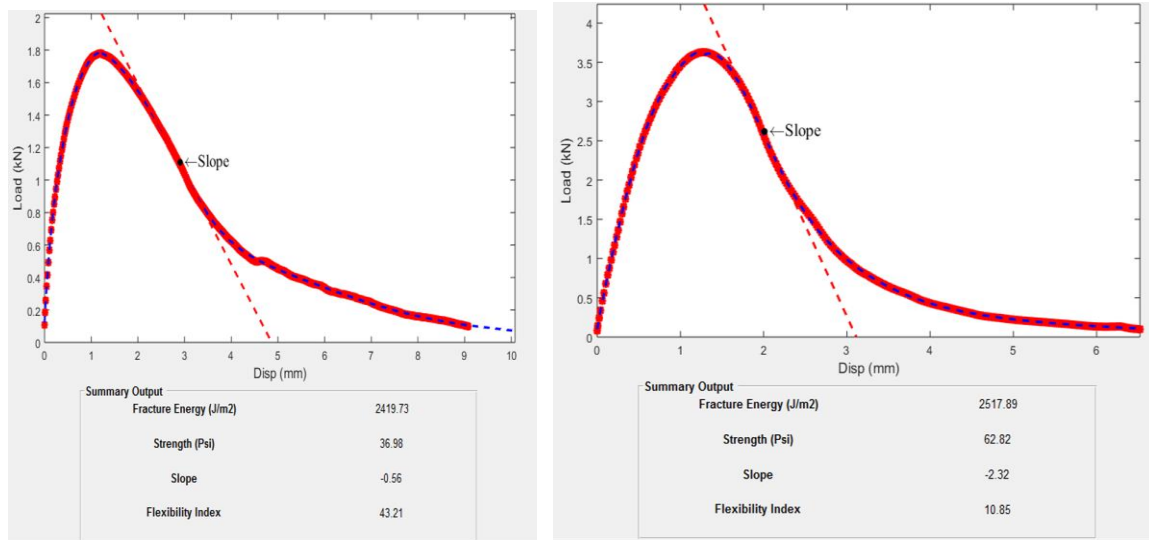 2
1.8
1.6
1.4
1.2
1
0.8
0.6
0.4
0.2
0
Load (kN)
←Slope
0 1 2 3 4 5 6 7 8 9 10
Disp (mm)
Summary Output
Fracture Energy (J/m2) 2419.73
Strength (Psi) 36.98
Slope -0.56
Flexibility Index 43.21
4
3.5
3
2.5
2
1.5
1
0.5
0
Load (kN)
←Slope
0 1 2 3 4 5 6
Disp (mm)
Summary Output
Fracture Energy (J/m2) 2517.89
Strength (Psi) 62.82
Slope -2.32
Flexibility Index 10.85